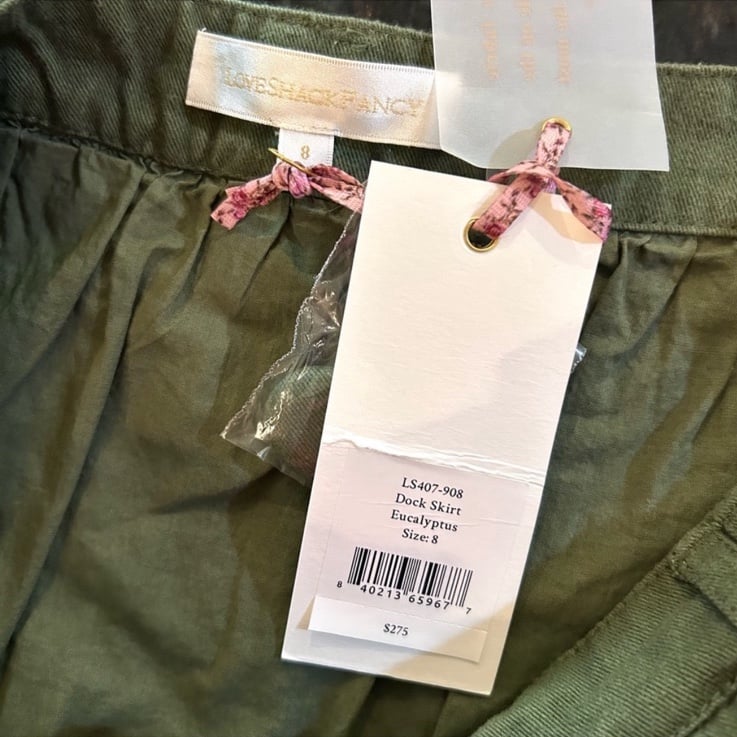 LoveShackFancy
8
LS407-908
Dock Skirt
Eucalyptus
Size: 8
8 40213 65967 7
$275